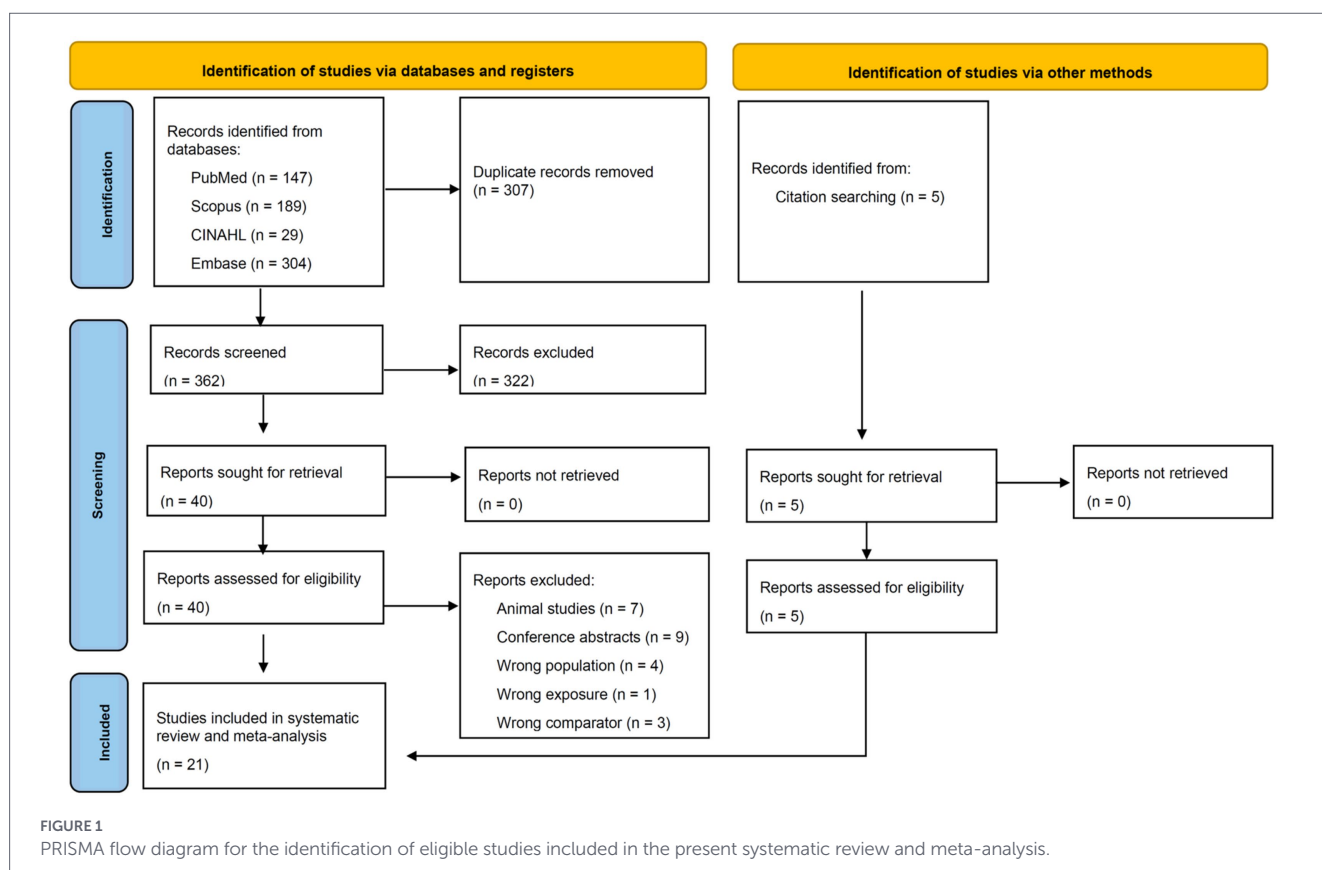 Identification of studies via databases and registers
Identification of studies via other methods
Identification
Records identified from
databases:
PubMed (n = 147)
Scopus (n = 189)
CINAHL (n = 29)
Embase (n = 304)
Duplicate records removed
(n = 307)
Records identified from:
Citation searching (n = 5)
Screening
Records screened
(n = 362)
Records excluded
(n = 322)
Reports sought for retrieval
(n = 40)
Reports not retrieved
(n = 0)
Reports sought for retrieval
(n = 5)
Reports not retrieved
(n = 0)
Reports assessed for eligibility
(n = 40)
Reports excluded:
Animal studies (n = 7)
Conference abstracts (n = 9)
Wrong population (n = 4)
Wrong exposure (n = 1)
Wrong comparator (n = 3)
Reports assessed for eligibility
(n = 5)
Included
Studies included in systematic
review and meta-analysis
(n = 21)
FIGURE 1
PRISMA flow diagram for the identification of eligible studies included in the present systematic review and meta-analysis.